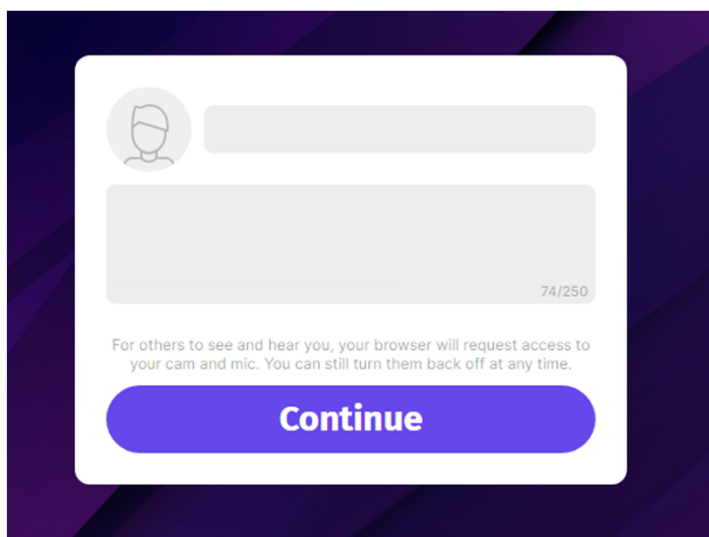 74/250
For others to see and hear you, your browser will request access to
your cam and mic. You can still turn them back off at any time.
Continue